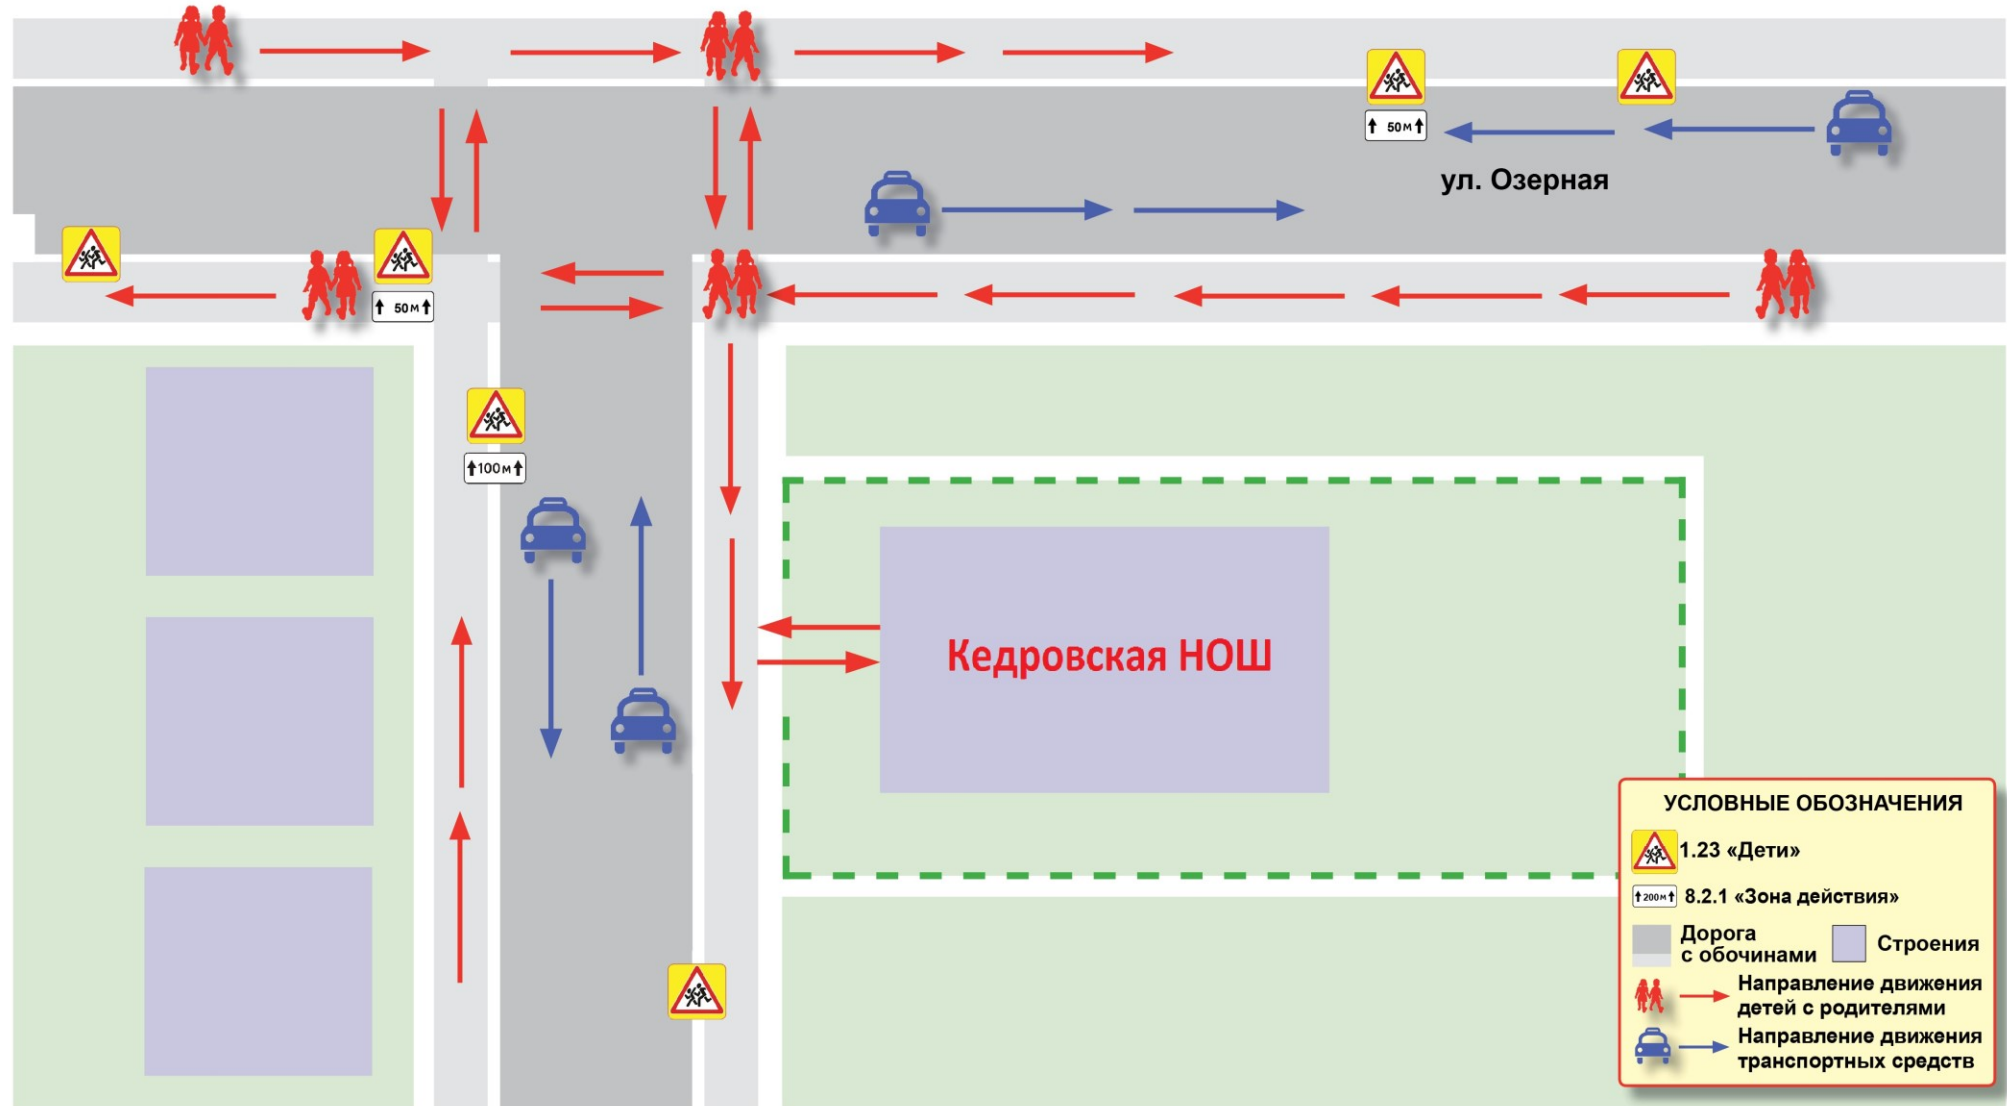 50м
ул. Озерная
50м
100м
Кедровская НОШ
УСЛОВНЫЕ ОБОЗНАЧЕНИЯ
1.23 «Дети»
200м 8.2.1 «Зона действия»
Дорога
с обочинами
Строения
Направление движения
детей с родителями
Направление движения
транспортных средств